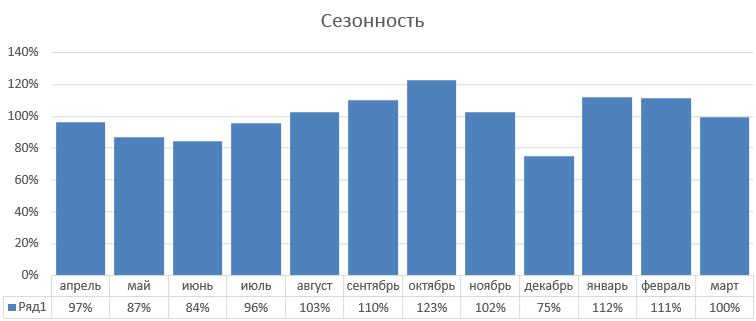 Сезонность
140%
120%
100%
80%
60%
40%
20%
0%
апрель май июнь июль август сентябрь октябрь ноябрь декабрь январь февраль март
Ряд1 97% 87% 84% 96% 103% 110% 123% 102% 75% 112% 111% 100%